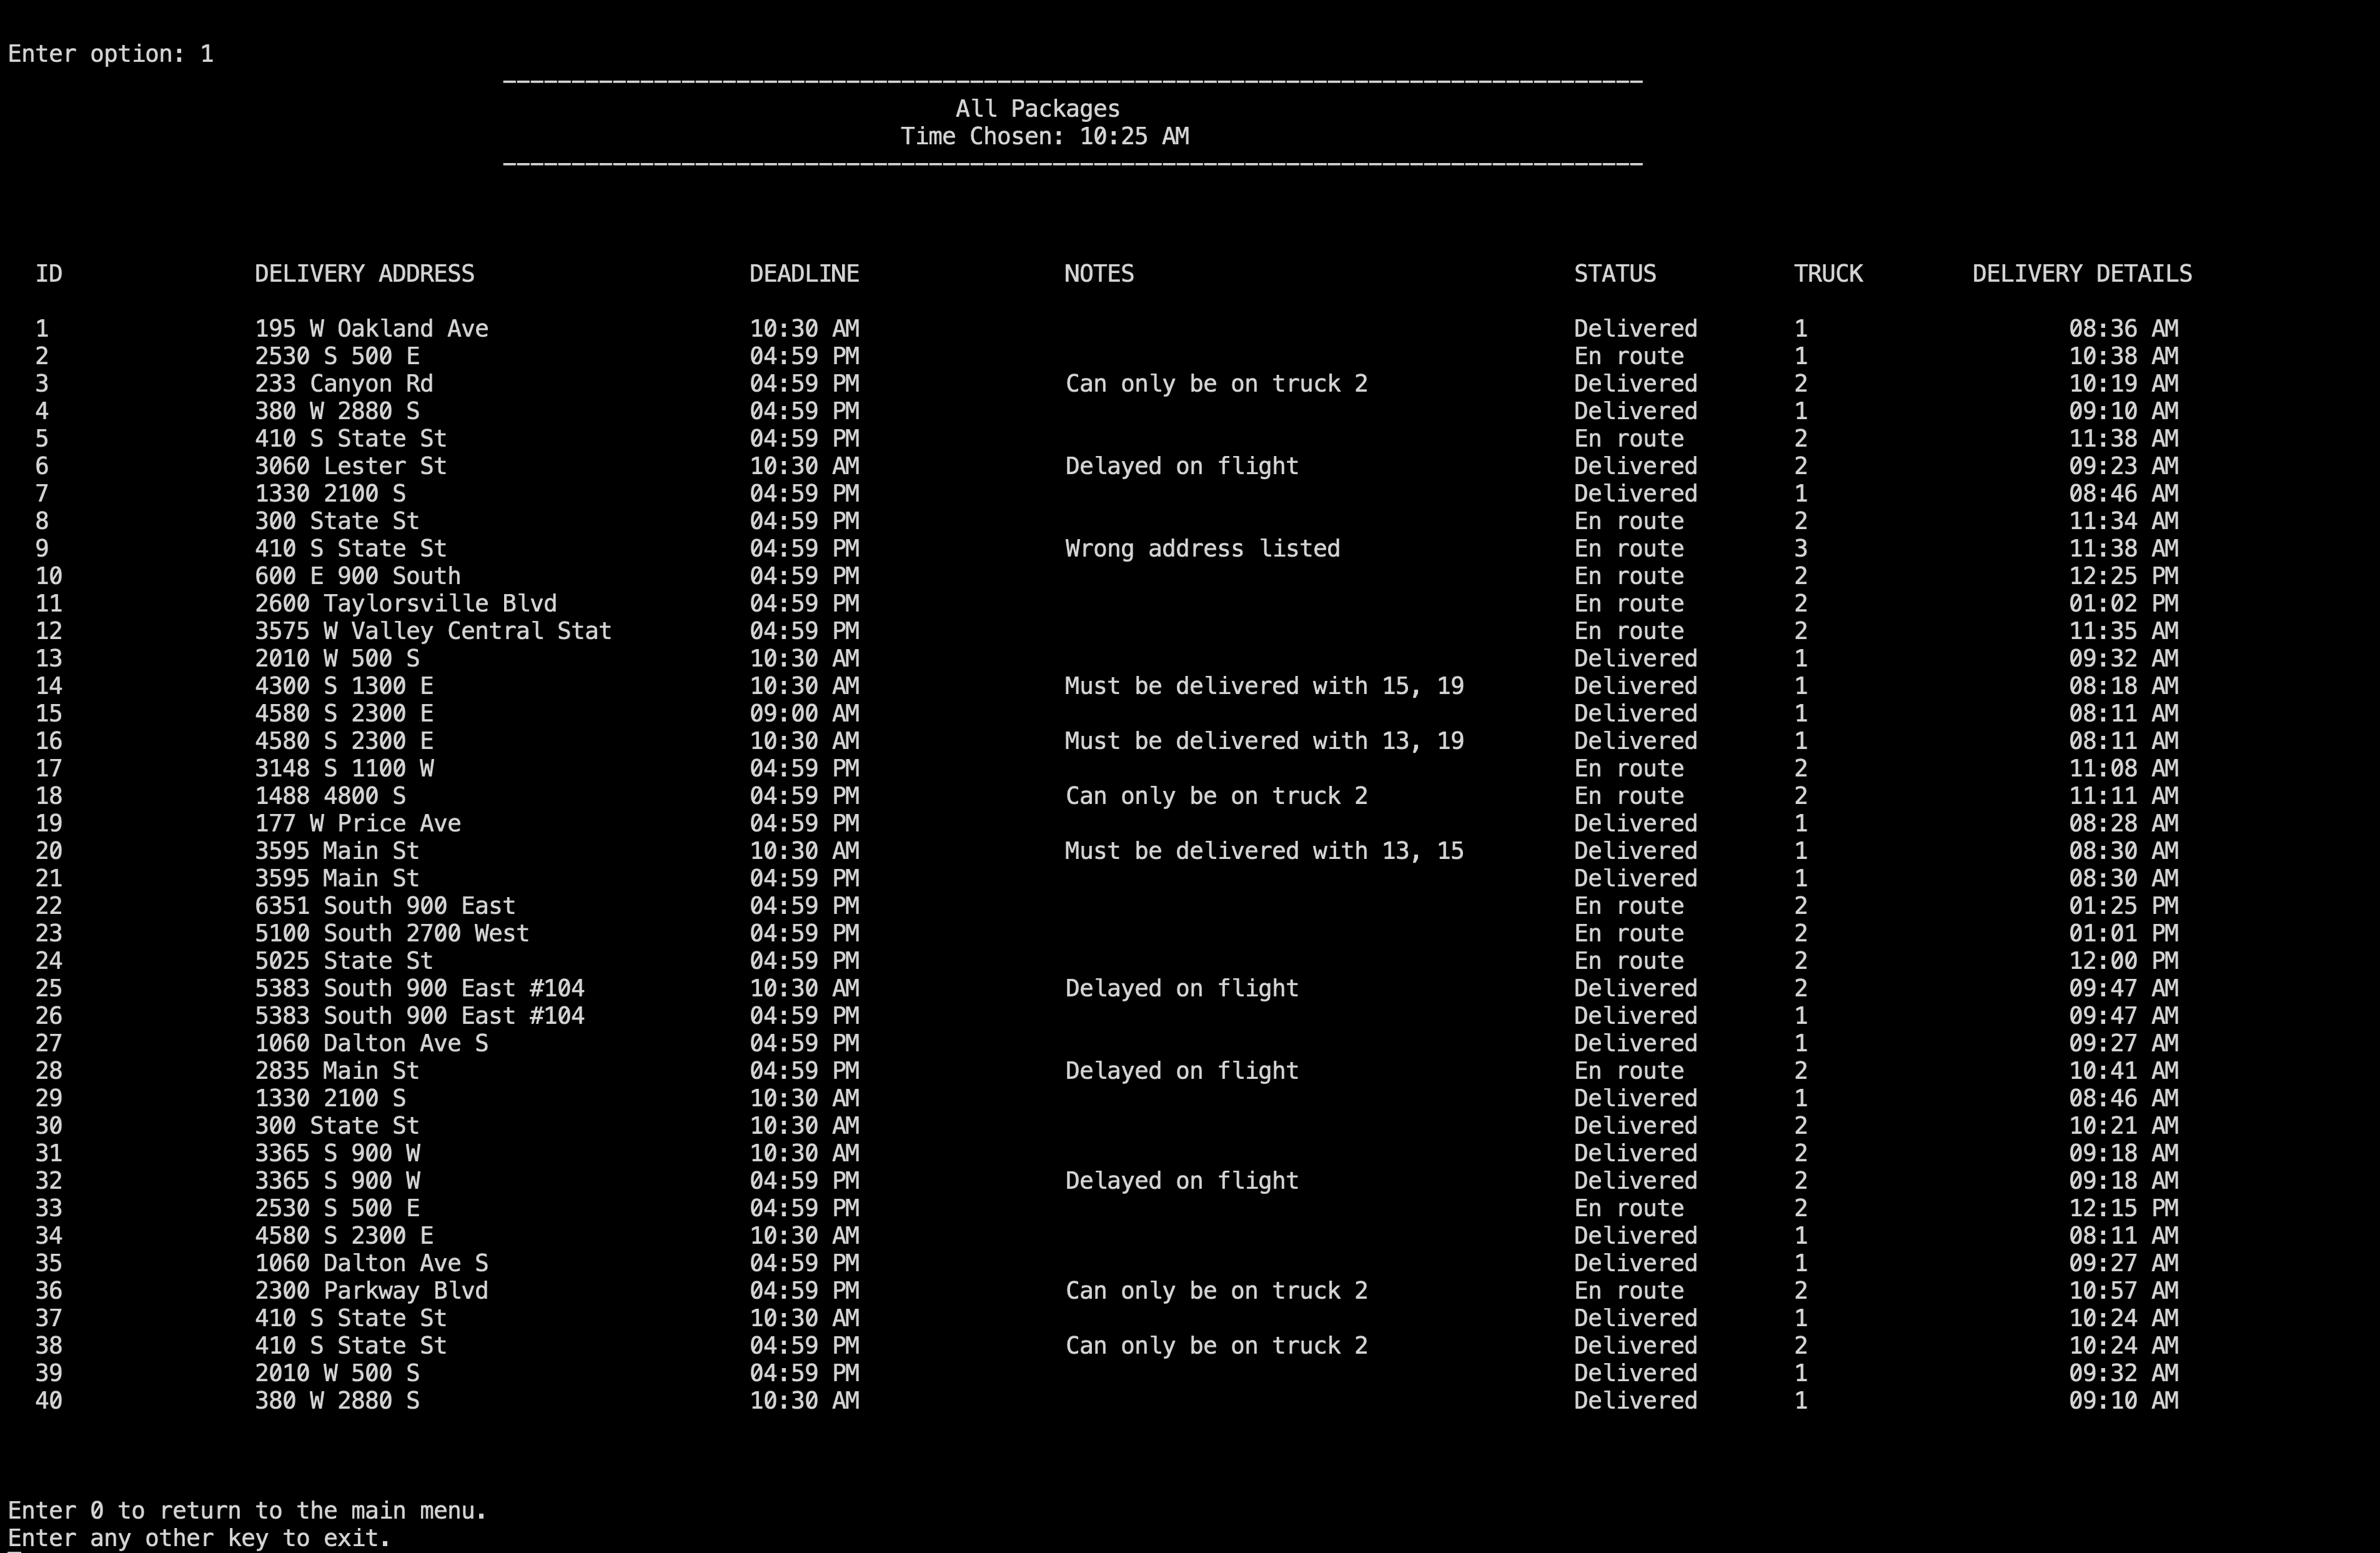 Enter option: 1
--------------------------------------------------------------------------------
All Packages
Time Chosen: 10:25 AM
--------------------------------------------------------------------------------
ID DELIVERY ADDRESS DEADLINE NOTES STATUS TRUCK DELIVERY DETAILS
1 195 W Oakland Ave 10:30 AM Delivered 1 08:36 AM
2 2530 S 500 E 04:59 PM En route 1 10:38 AM
3 233 Canyon Rd 04:59 PM Can only be on truck 2 Delivered 2 10:19 AM
4 380 W 2880 S 04:59 PM Delivered 1 09:10 AM
5 410 S State St 04:59 PM En route 2 11:38 AM
6 3060 Lester St 10:30 AM Delayed on flight Delivered 2 09:23 AM
7 1330 2100 S 04:59 PM Delivered 1 08:46 AM
8 300 State St 04:59 PM En route 2 11:34 AM
9 410 S State St 04:59 PM Wrong address listed En route 3 11:38 AM
10 600 E 900 South 04:59 PM En route 2 12:25 PM
11 2600 Taylorsville Blvd 04:59 PM En route 2 01:02 PM
12 3575 W Valley Central Stat 04:59 PM En route 2 11:35 AM
13 2010 W 500 S 10:30 AM Delivered 1 09:32 AM
14 4300 S 1300 E 10:30 AM Must be delivered with 15, 19 Delivered 1 08:18 AM
15 4580 S 2300 E 09:00 AM Delivered 1 08:11 AM
16 4580 S 2300 E 10:30 AM Must be delivered with 13, 19 Delivered 1 08:11 AM
17 3148 S 1100 W 04:59 PM En route 2 11:08 AM
18 1488 4800 S 04:59 PM Can only be on truck 2 En route 2 11:11 AM
19 177 W Price Ave 04:59 PM Delivered 1 08:28 AM
20 3595 Main St 10:30 AM Must be delivered with 13, 15 Delivered 1 08:30 AM
21 3595 Main St 04:59 PM Delivered 1 08:30 AM
22 6351 South 900 East 04:59 PM En route 2 01:25 PM
23 5100 South 2700 West 04:59 PM En route 2 01:01 PM
24 5025 State St 04:59 PM En route 2 12:00 PM
25 5383 South 900 East #104 10:30 AM Delayed on flight Delivered 2 09:47 AM
26 5383 South 900 East #104 04:59 PM Delivered 1 09:47 AM
27 1060 Dalton Ave S 04:59 PM Delivered 1 09:27 AM
28 2835 Main St 04:59 PM Delayed on flight En route 2 10:41 AM
29 1330 2100 S 10:30 AM Delivered 1 08:46 AM
30 300 State St 10:30 AM Delivered 2 10:21 AM
31 3365 S 900 W 10:30 AM Delivered 2 09:18 AM
32 3365 S 900 W 04:59 PM Delayed on flight Delivered 2 09:18 AM
33 2530 S 500 E 04:59 PM En route 2 12:15 PM
34 4580 S 2300 E 10:30 AM Delivered 1 08:11 AM
35 1060 Dalton Ave S 04:59 PM Delivered 1 09:27 AM
36 2300 Parkway Blvd 04:59 PM Can only be on truck 2 En route 2 10:57 AM
37 410 S State St 10:30 AM Delivered 1 10:24 AM
38 410 S State St 04:59 PM Can only be on truck 2 Delivered 2 10:24 AM
39 2010 W 500 S 04:59 PM Delivered 1 09:32 AM
40 380 W 2880 S 10:30 AM Delivered 1 09:10 AM
Enter 0 to return to the main menu.
Enter any other key to exit.